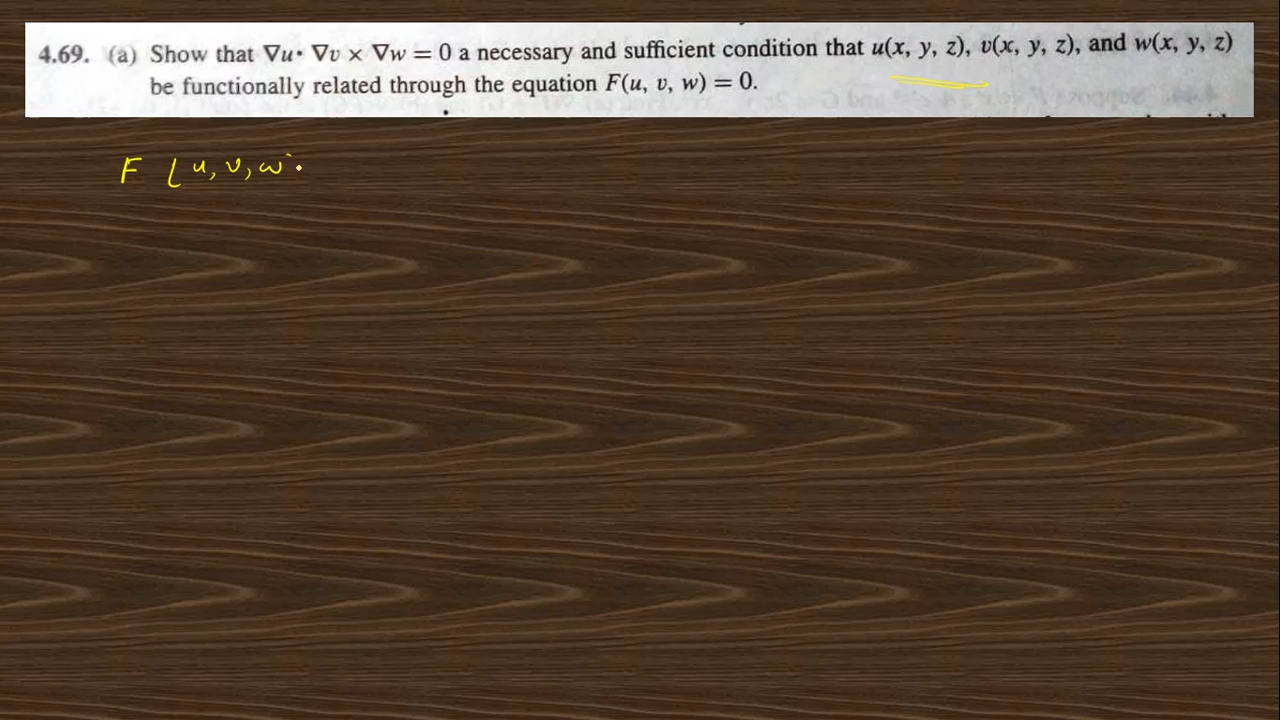 4.69. (a) Show that ∇u· ∇v × ∇w = 0 a necessary and sufficient condition that u(x, y, z), v(x, y, z), and w(x, y, z)
be functionally related through the equation F(u, v, w) = 0.
F (u, v, w